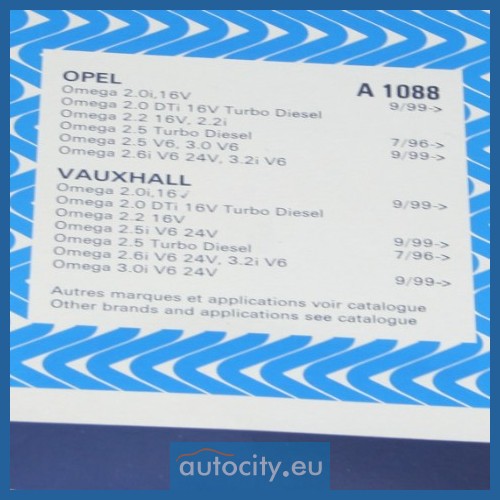 OPEL A 1088
Omega 2.0i,16V
Omega 2.0 DTi 16V Turbo Diesel 9/99->
Omega 2.2 16V, 2.2i
Omega 2.5 Turbo Diesel
Omega 2.5 V6, 3.0 V6 7/96->
Omega 2.6i V6 24V, 3.2i V6 9/99->
VAUXHALL
Omega 2.0i,16V
Omega 2.0 DTi 16V Turbo Diesel 9/99->
Omega 2.2 16V
Omega 2.5i V6 24V
Omega 2.5 Turbo Diesel 9/99->
Omega 2.6i V6 24V, 3.2i V6 7/96->
Omega 3.0i V6 24V 9/99->
Autres marques et applications voir catalogue
Other brands and applications see catalogue
autocity.eu